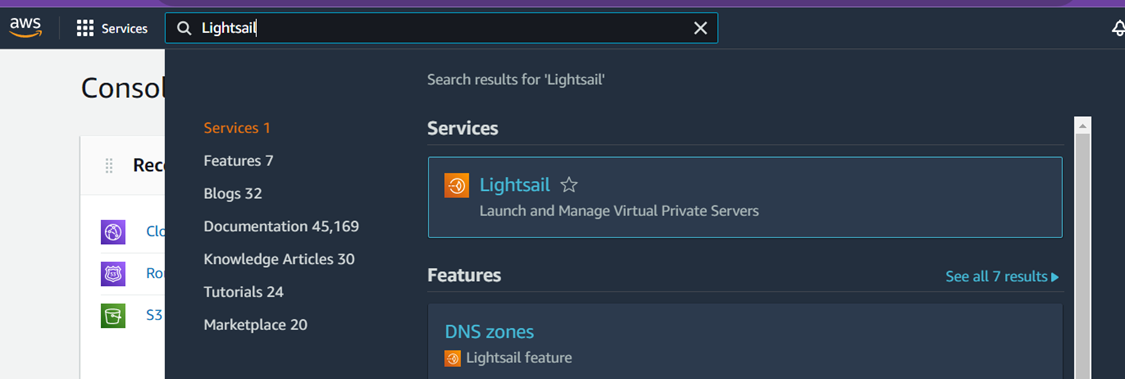 aws
Services
Lightsail
Search results for 'Lightsail'
Services 1
Features 7
Blogs 32
Documentation 45,169
Knowledge Articles 30
Tutorials 24
Marketplace 20
Services
Lightsail
Launch and Manage Virtual Private Servers
Features
See all 7 results
DNS zones
Lightsail feature
Consol
Rec
Clo
Rou
S3